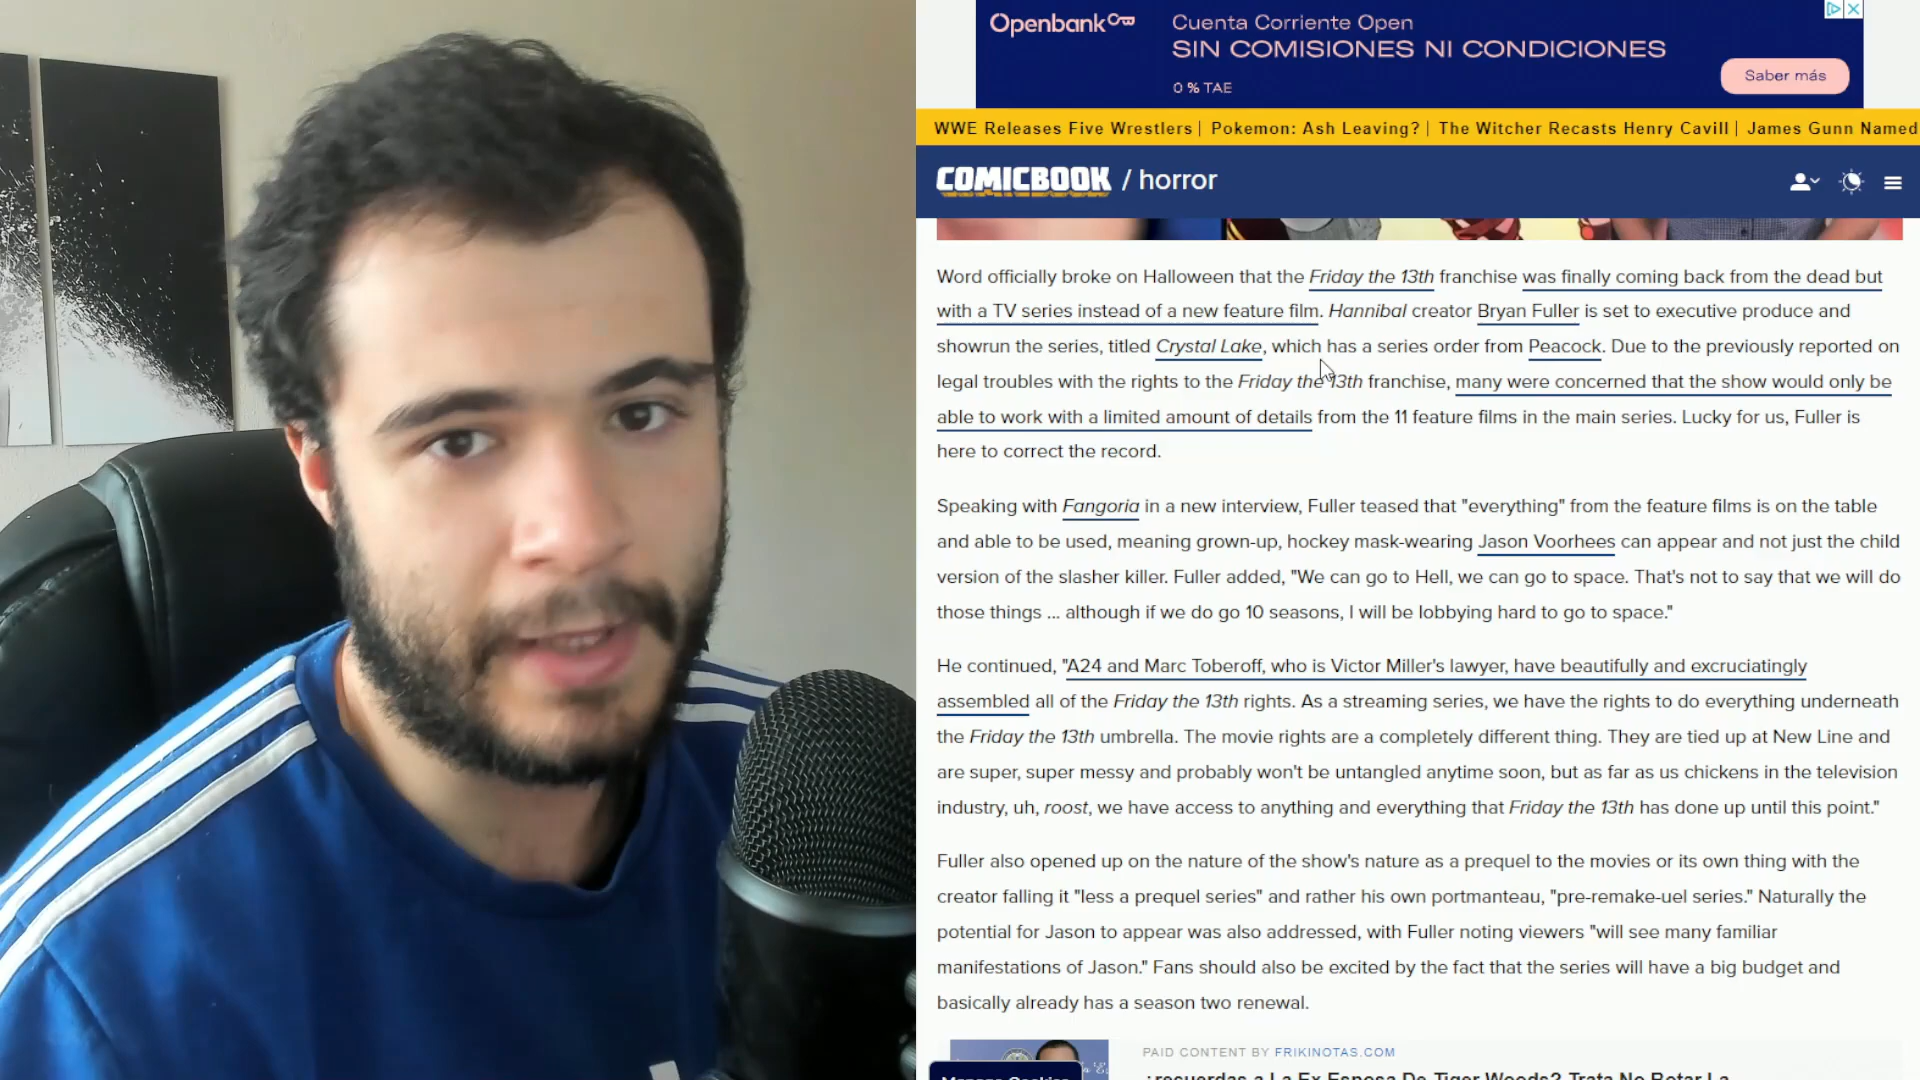 Openbank
Cuenta Corriente Open
SIN COMISIONES NI CONDICIONES
0 % TAE
Saber más
WWE Releases Five Wrestlers | Pokemon: Ash Leaving? | The Witcher Recasts Henry Cavill | James Gunn Named
COMICBOOK / horror
Word officially broke on Halloween that the Friday the 13th franchise was finally coming back from the dead but
with a TV series instead of a new feature film. Hannibal creator Bryan Fuller is set to executive produce and
showrun the series, titled Crystal Lake, which has a series order from Peacock. Due to the previously reported on
legal troubles with the rights to the Friday the 13th franchise, many were concerned that the show would only be
able to work with a limited amount of details from the 11 feature films in the main series. Lucky for us, Fuller is
here to correct the record.
Speaking with Fangoria in a new interview, Fuller teased that "everything" from the feature films is on the table
and able to be used, meaning grown-up, hockey mask-wearing Jason Voorhees can appear and not just the child
version of the slasher killer. Fuller added, "We can go to Hell, we can go to space. That's not to say that we will do
those things ... although if we do go 10 seasons, I will be lobbying hard to go to space."
He continued, "A24 and Marc Toberoff, who is Victor Miller's lawyer, have beautifully and excruciatingly
assembled all of the Friday the 13th rights. As a streaming series, we have the rights to do everything underneath
the Friday the 13th umbrella. The movie rights are a completely different thing. They are tied up at New Line and
are super, super messy and probably won't be untangled anytime soon, but as far as us chickens in the television
industry, uh, roost, we have access to anything and everything that Friday the 13th has done up until this point."
Fuller also opened up on the nature of the show's nature as a prequel to the movies or its own thing with the
creator falling it "less a prequel series" and rather his own portmanteau, "pre-remake-uel series." Naturally the
potential for Jason to appear was also addressed, with Fuller noting viewers "will see many familiar
manifestations of Jason." Fans should also be excited by the fact that the series will have a big budget and
basically already has a season two renewal.
PAID CONTENT BY FRIKINOTAS.COM
¿recuerdas a La Ex Esposa De Tiger Woods? Trata No Botar La
Manage Cookies